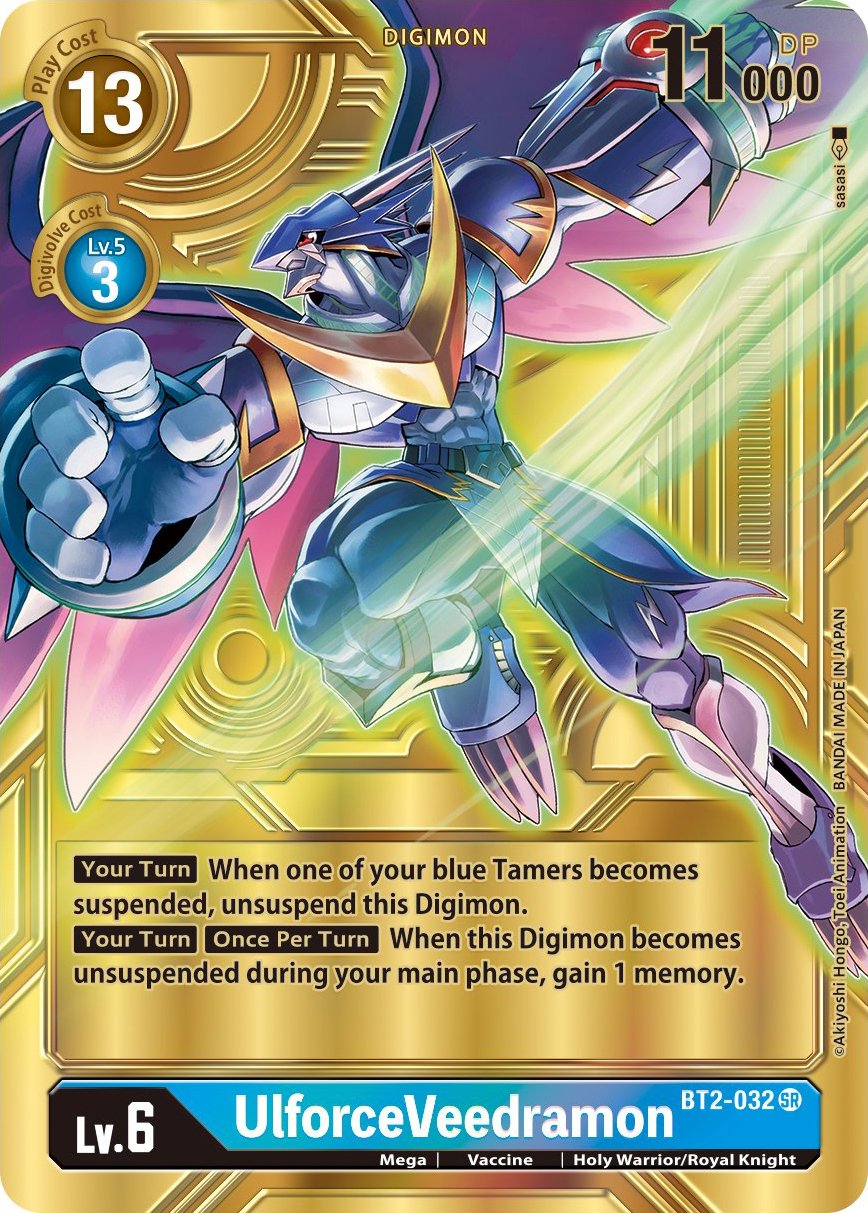 DIGIMON
Play Cost
13
11000
DP
Digivolve Cost
Lv.5
3
sasasi
Your Turn When one of your blue Tamers becomes
suspended, unsuspend this Digimon.
Your Turn Once Per Turn When this Digimon becomes
unsuspended during your main phase, gain 1 memory.
©Akiyoshi Hongo, Toei Animation BANDAI MADE IN JAPAN
Lv.6
UlforceVeedramon
BT2-032 SR
Mega | Vaccine | Holy Warrior/Royal Knight